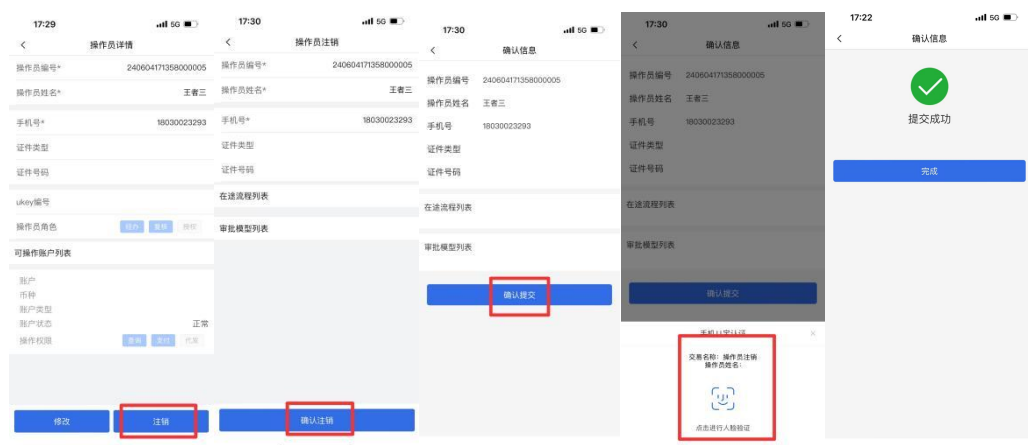 17:29
5G
操作员详情
操作员编号*
240604171358000005
操作员姓名*
王者三
手机号*
18030023293
证件类型
证件号码
ukey编号
操作员角色
经办 复核 授权
可操作账户列表
账户
币种
账户类型
账户状态
正常
操作权限
查询 支付 代发
修改
注销
17:30
5G
操作员注销
操作员编号*
240604171358000005
操作员姓名*
王者三
手机号*
18030023293
证件类型
证件号码
在途流程列表
审批模型列表
确认注销
17:30
5G
确认信息
操作员编号 240604171358000005
操作员姓名 王者三
手机号 18030023293
证件类型
证件号码
在途流程列表
审批模型列表
确认提交
17:30
5G
确认信息
操作员编号 240604171358000005
操作员姓名 王者三
手机号 18030023293
证件类型
证件号码
在途流程列表
审批模型列表
确认提交
交易名称：操作员注销
操作员姓名：
点击进行人脸验证
17:22
5G
确认信息
提交成功
完成